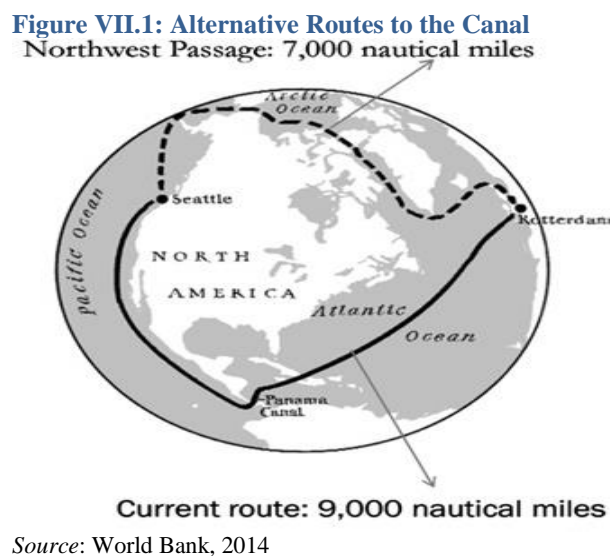 Figure VII.1: Alternative Routes to the Canal
Northwest Passage: 7,000 nautical miles
Arctic
Ocean
Pacific Ocean
Seattle
Rotterdam
NORTH
AMERICA
Atlantic
Ocean
Panama
Canal
Current route: 9,000 nautical miles
Source: World Bank, 2014